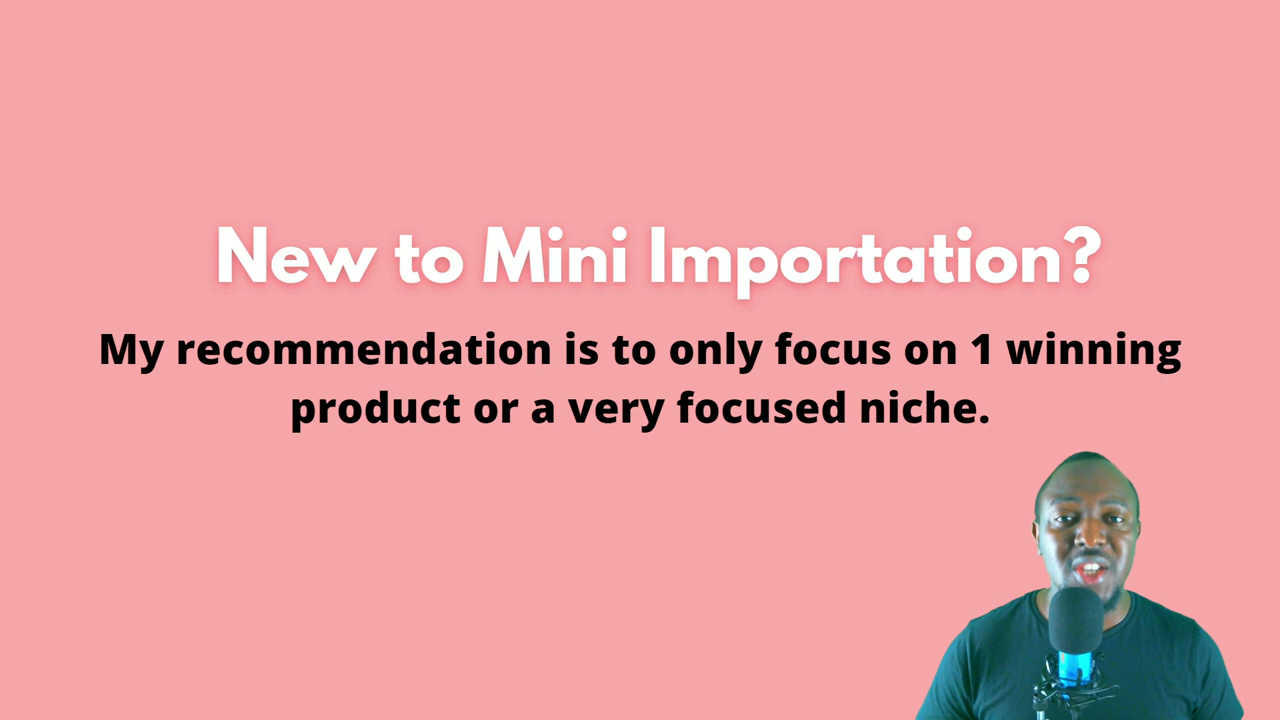 New to Mini Importation?
My recommendation is to only focus on 1 winning
product or a very focused niche.